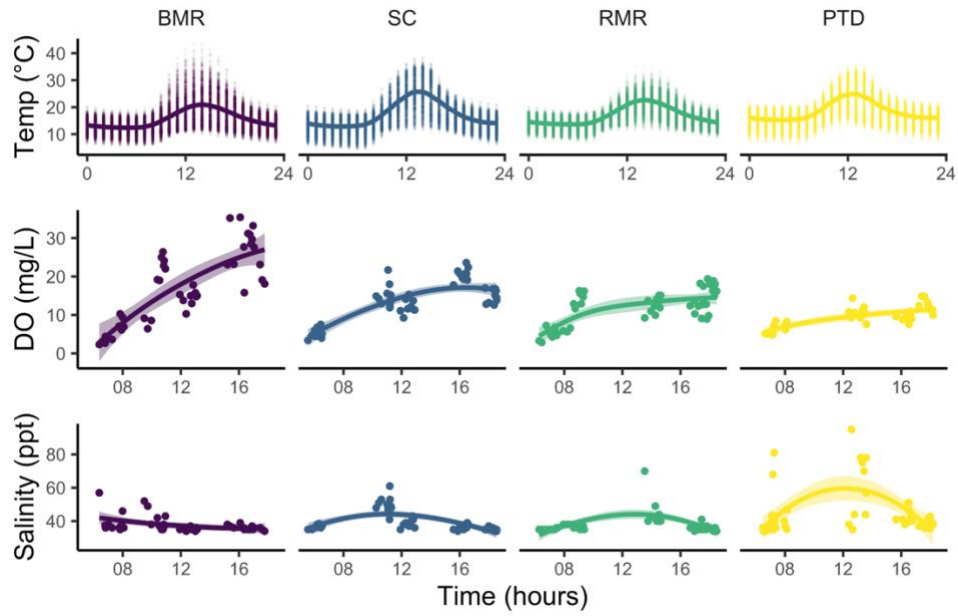 BMR SC RMR PTD
Temp (°C)
40
30
20
10
0 12 24 0 12 24 0 12 24 0 12 24
DO (mg/L)
30
20
10
0
08 12 16 08 12 16 08 12 16 08 12 16
Salinity (ppt)
80
60
40
08 12 16 08 12 16 08 12 16 08 12 16
Time (hours)